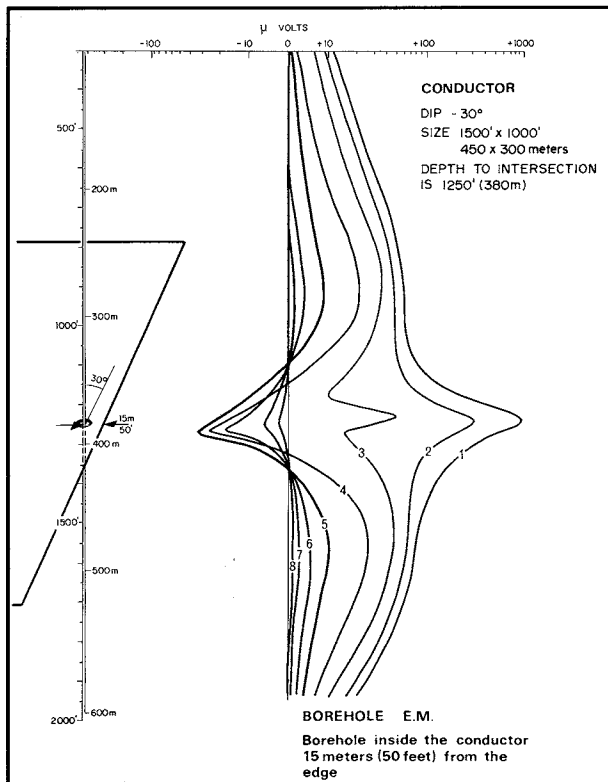 μ VOLTS
-100 -10 0 +10 +100 +1000
CONDUCTOR
DIP - 30°
SIZE 1500' x 1000'
450 x 300 meters
DEPTH TO INTERSECTION
IS 1250' (380m)
500'
200 m
1000'
300m
30°
15m
50'
400 m
1500'
500m
2000'
600m
1
2
3
4
5
6
7
8
BOREHOLE E.M.
Borehole inside the conductor
15 meters (50 feet) from the
edge